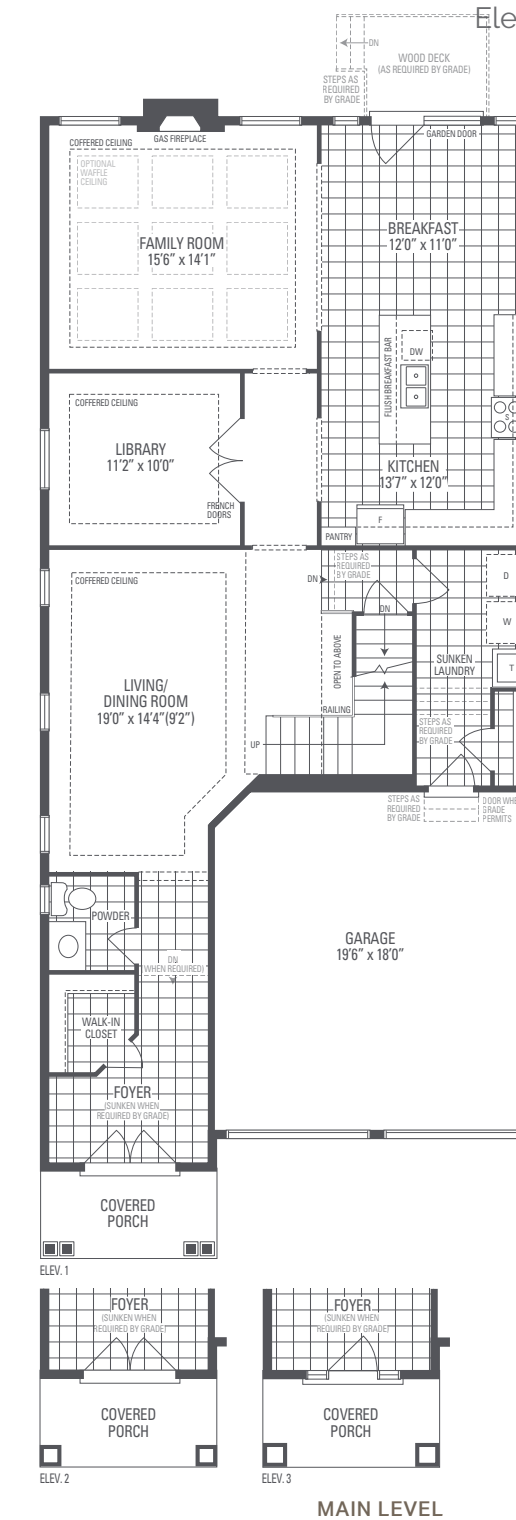 Ele
DN
WOOD DECK
(AS REQUIRED BY GRADE)
STEPS AS
REQUIRED
BY GRADE
GAS FIREPLACE
GARDEN DOOR
COFFERED CEILING
OPTIONAL
WAFFLE
CEILING
FAMILY ROOM
15'6" x 14'1"
BREAKFAST
12'0" x 11'0"
FLUSH BREAKFAST BAR
DW
S
COFFERED CEILING
LIBRARY
11'2" x 10'0"
FRENCH
DOORS
KITCHEN
13'7" x 12'0"
F
PANTRY
STEPS AS
REQUIRED
BY GRADE
DN
DN
D
W
T
COFFERED CEILING
OPEN TO ABOVE
SUNKEN
LAUNDRY
LIVING/
DINING ROOM
19'0" x 14'4"(9'2")
RAILING
UP
STEPS AS
REQUIRED
BY GRADE
STEPS AS
REQUIRED
BY GRADE
DOOR WHE
GRADE
PERMITS
POWDER
GARAGE
19'6" x 18'0"
DN
(WHEN REQUIRED)
WALK-IN
CLOSET
FOYER
(SUNKEN WHEN
REQUIRED BY GRADE)
COVERED
PORCH
ELEV. 1
FOYER
(SUNKEN WHEN
REQUIRED BY GRADE)
COVERED
PORCH
ELEV. 2
FOYER
(SUNKEN WHEN
REQUIRED BY GRADE)
COVERED
PORCH
ELEV. 3
MAIN LEVEL